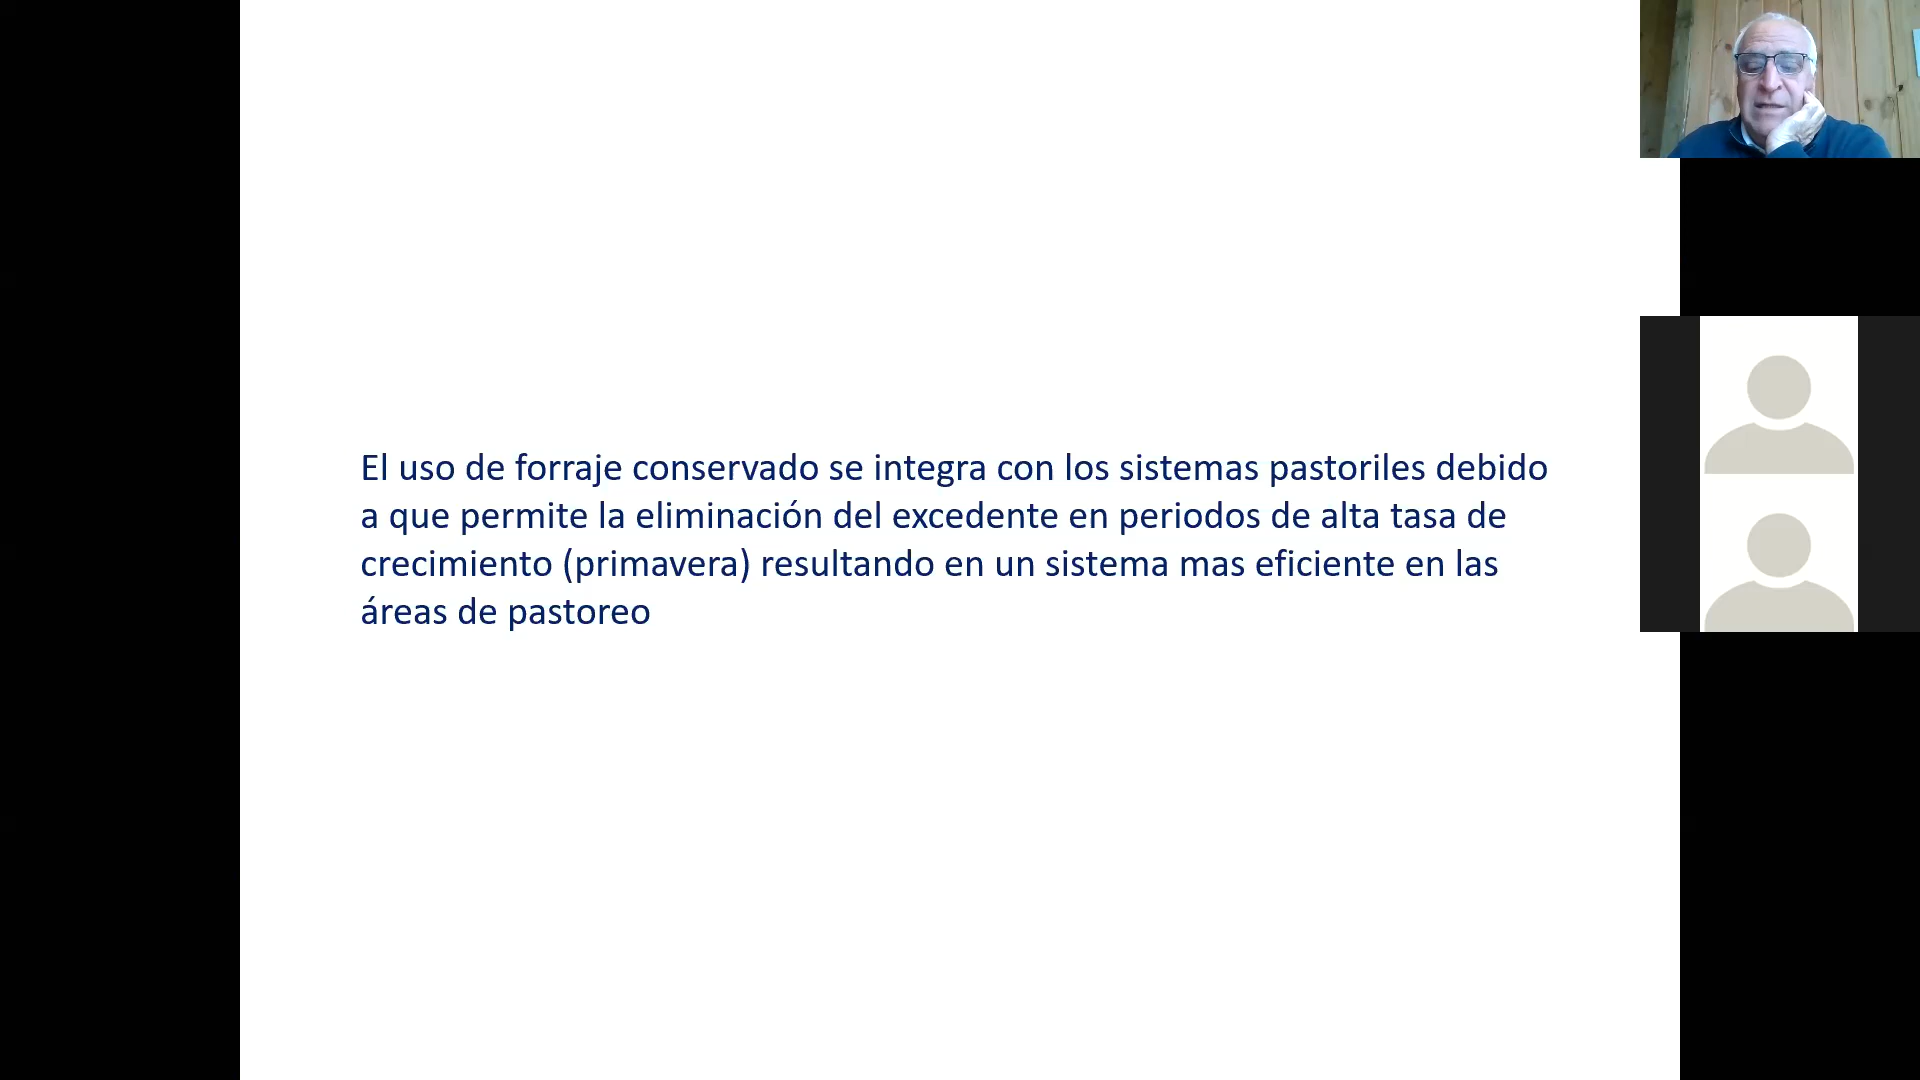 El uso de forraje conservado se integra con los sistemas pastoriles debido
a que permite la eliminación del excedente en periodos de alta tasa de
crecimiento (primavera) resultando en un sistema mas eficiente en las
áreas de pastoreo